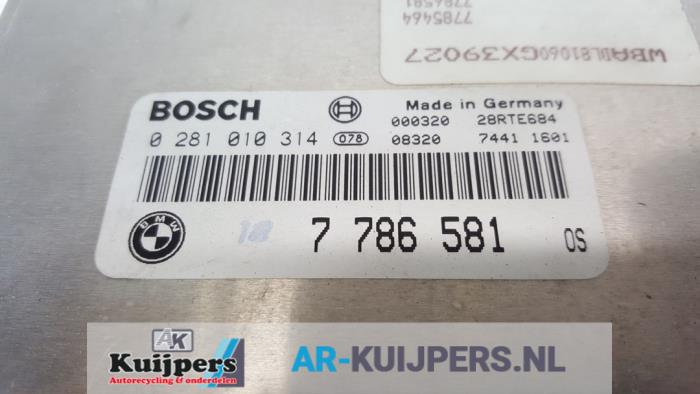 7786581
7785464
WBADL81060GX39027
BOSCH
Made in Germany
000320 28RTE684
0 281 010 314 078 08320 7441 1601
BMW
18 7 786 581 OS
AK
Kuijpers
Autorecycling & onderdelen
AR-KUIJPERS.NL